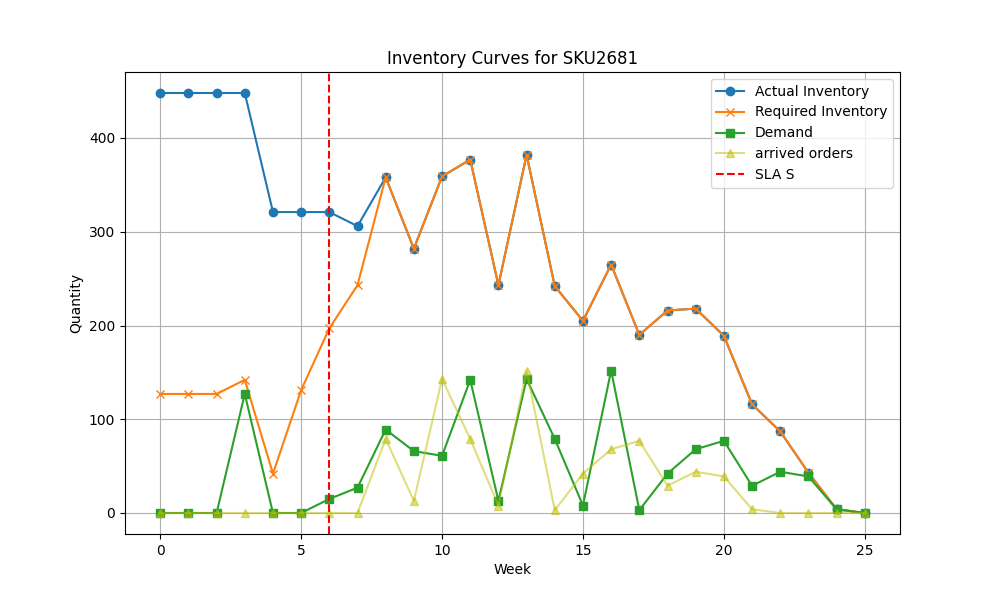 Inventory Curves for SKU2681
Actual Inventory
Required Inventory
Demand
arrived orders
SLA S
Quantity
400
300
200
100
0
0 5 10 15 20 25
Week